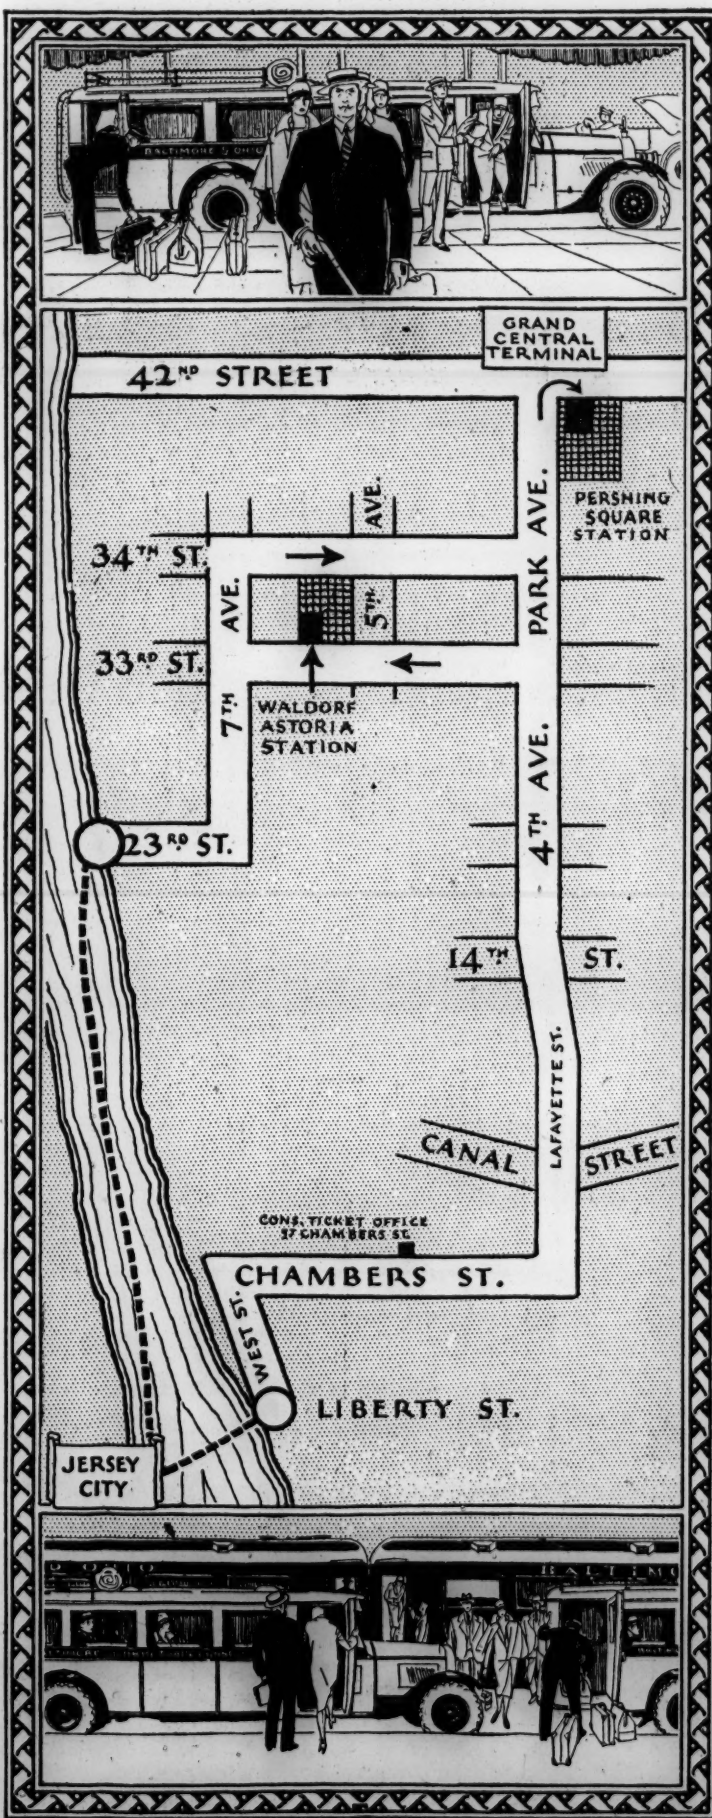 BALTIMORE & OHIO
GRAND
CENTRAL
TERMINAL
42ND STREET
PERSHING
SQUARE
STATION
PARK AVE.
5TH. AVE.
34TH ST.
7TH AVE.
33RD ST.
WALDORF
ASTORIA
STATION
4TH AVE.
23RD ST.
14TH ST.
LAFAYETTE ST.
CANAL STREET
CONS. TICKET OFFICE
57 CHAMBERS ST.
CHAMBERS ST.
WEST ST.
LIBERTY ST.
JERSEY
CITY
OHIO
BALTIMO